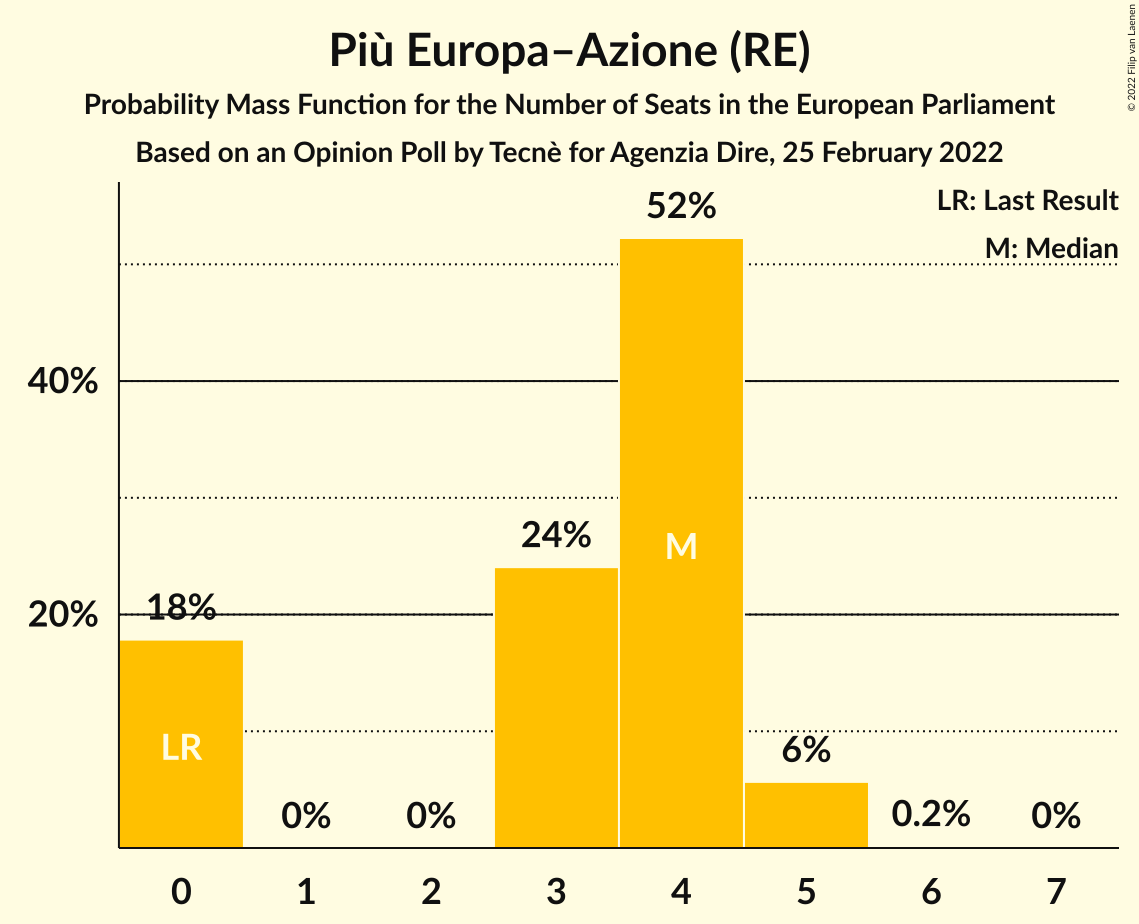 Più Europa–Azione (RE)
Probability Mass Function for the Number of Seats in the European Parliament
Based on an Opinion Poll by Tecnè for Agenzia Dire, 25 February 2022
© 2022 Filip van Laenen
LR: Last Result
M: Median
52%
40%
24%
M
20%
18%
LR
6%
0%
0%
0.2%
0%
0 1 2 3 4 5 6 7